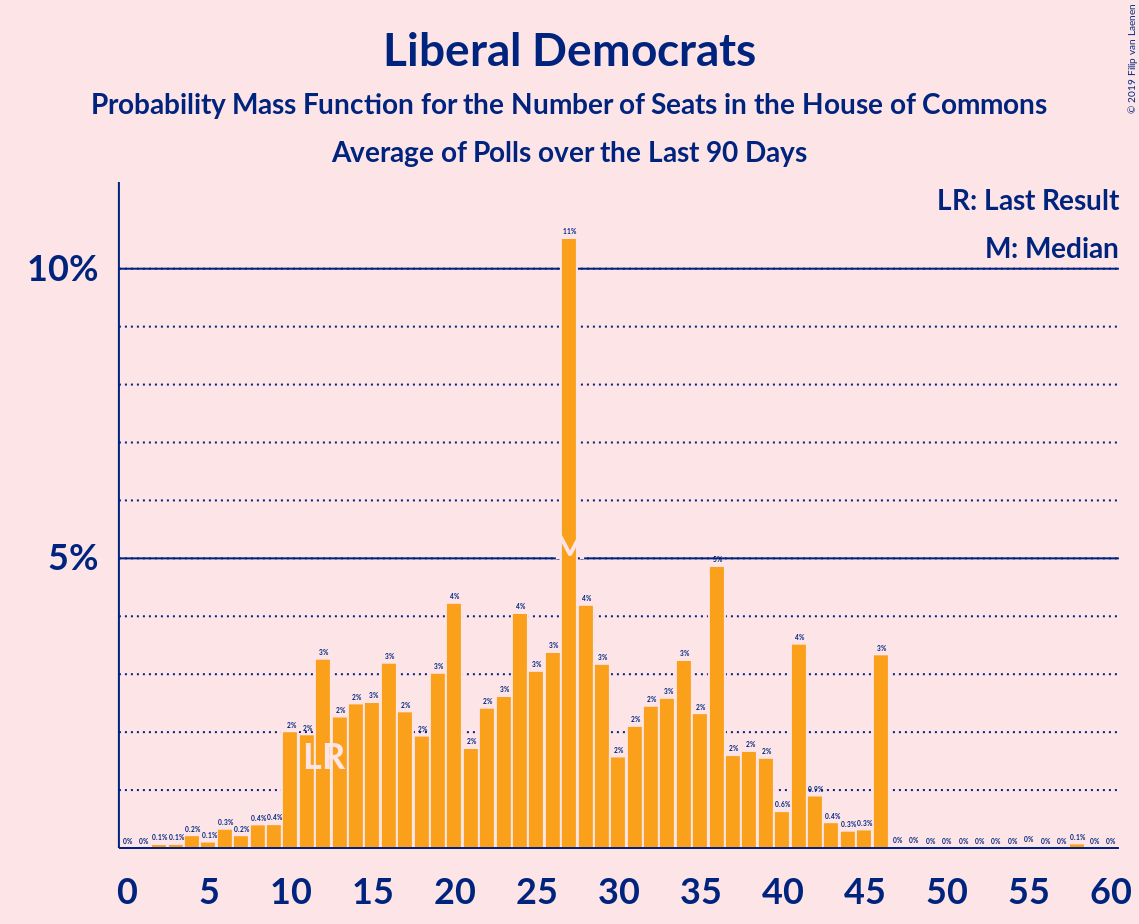 Liberal Democrats
Probability Mass Function for the Number of Seats in the House of Commons
Average of Polls over the Last 90 Days
© 2019 Filip van Laenen
LR: Last Result
M: Median
10%
5%
0% 0% 0.1% 0.1% 0.2% 0.1% 0.3% 0.2% 0.4% 0.4% 2% 2% 3% 2% 2% 3% 3% 2% 2% 3% 4% 2% 2% 3% 4% 3% 3% 11% 4% 3% 2% 2% 2% 3% 3% 2% 5% 2% 2% 2% 0.6% 4% 0.9% 0.4% 0.3% 0.3% 3% 0% 0% 0% 0% 0% 0% 0% 0% 0% 0% 0% 0.1% 0% 0%
LR
M
0 5 10 15 20 25 30 35 40 45 50 55 60